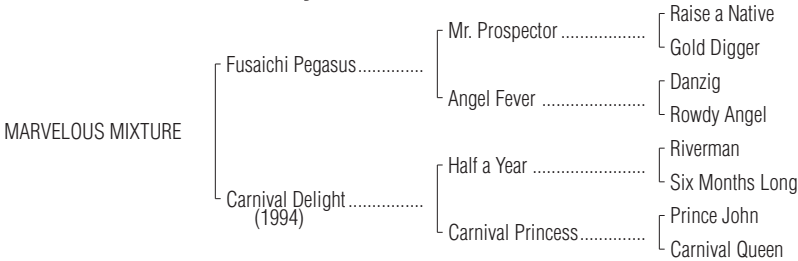 Raise a Native
Mr. Prospector ..................
Gold Digger
Fusaichi Pegasus..............
Danzig
Angel Fever ......................
Rowdy Angel
MARVELOUS MIXTURE
Riverman
Half a Year ........................
Six Months Long
Carnival Delight................
(1994)
Prince John
Carnival Princess..............
Carnival Queen